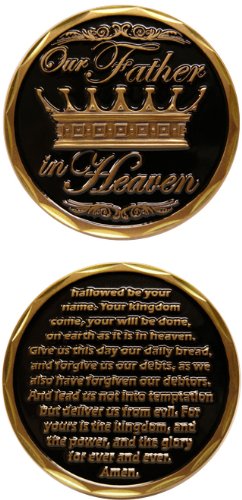 Our Father
in Heaven
hallowed be your
name. Your kingdom
come, your will be done,
on earth as it is in heaven.
Give us this day our daily bread,
and forgive us our debts, as we
also have forgiven our debtors.
And lead us not into temptation
but deliver us from evil. For
yours is the kingdom, and
the power, and the glory
for ever and ever.
Amen.